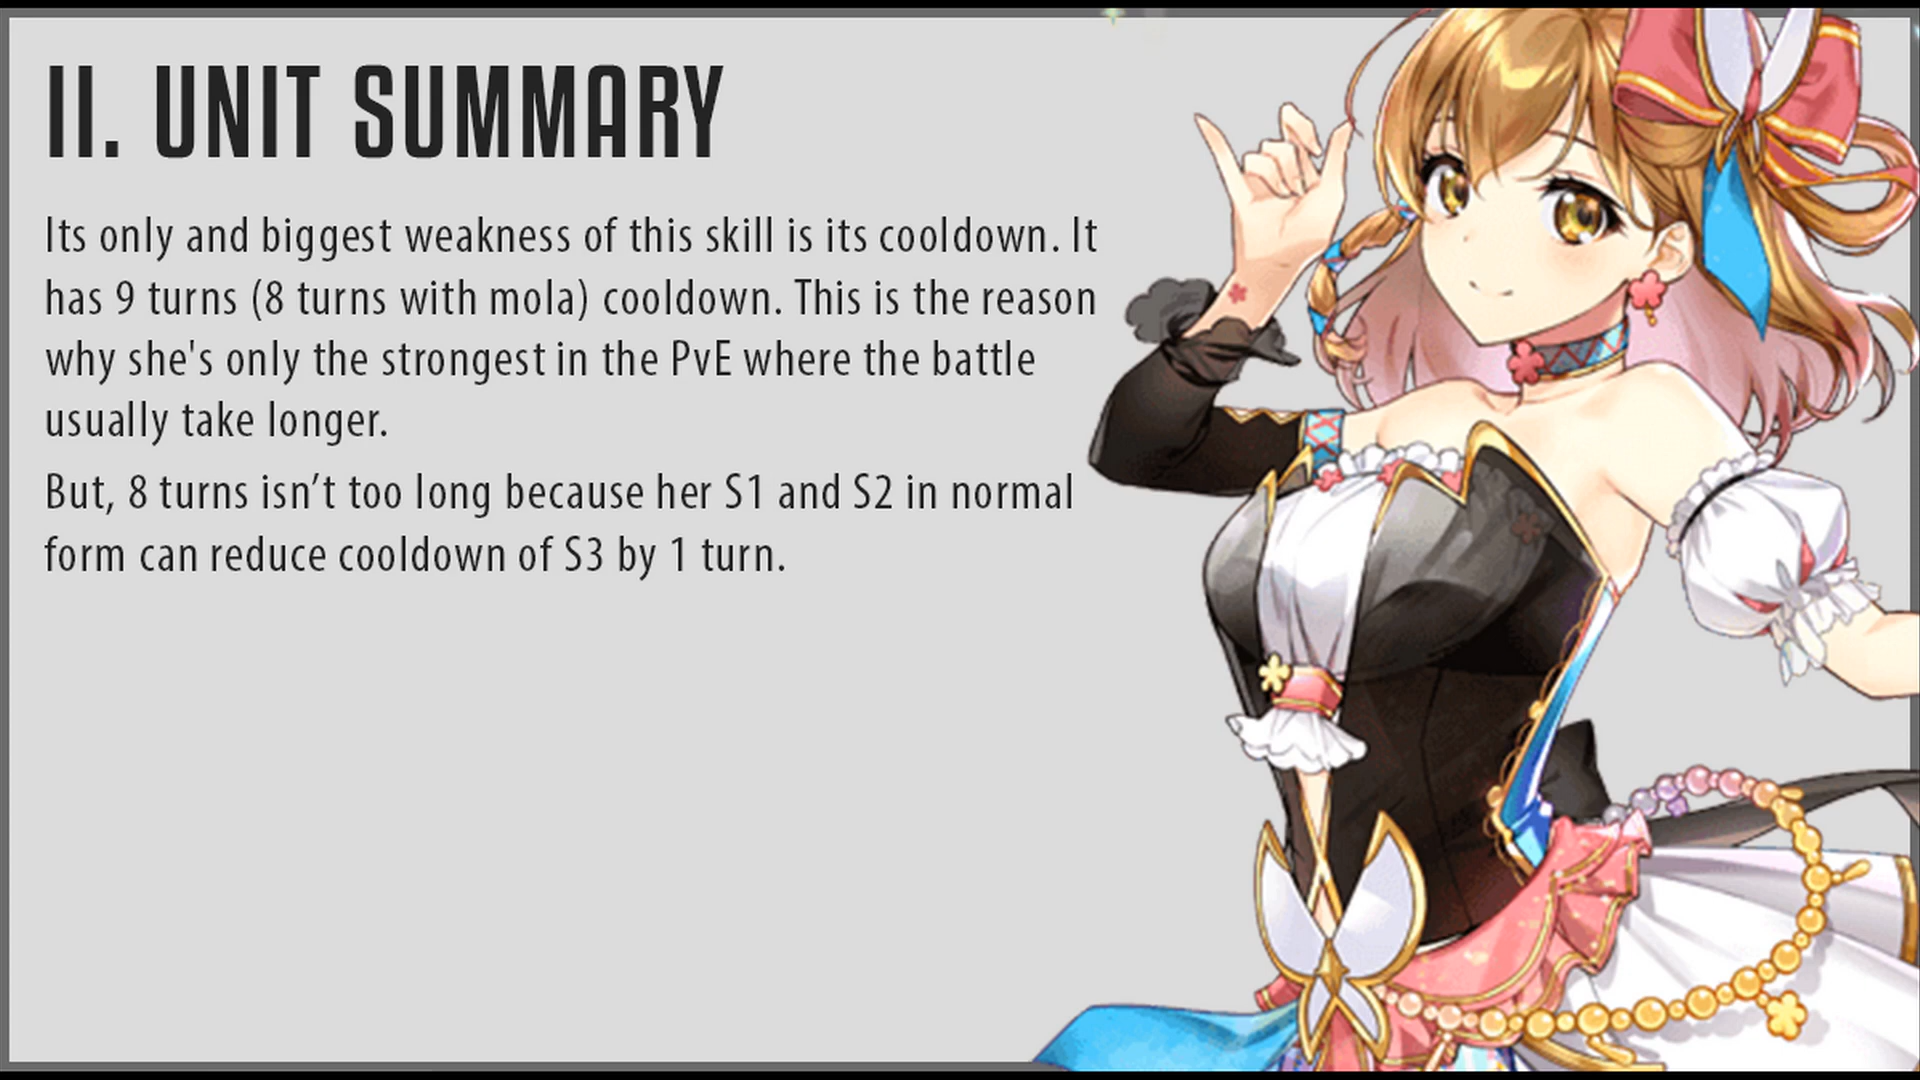 II. UNIT SUMMARY
Its only and biggest weakness of this skill is its cooldown. It
has 9 turns (8 turns with mola) cooldown. This is the reason
why she's only the strongest in the PvE where the battle
usually take longer.
But, 8 turns isn’t too long because her S1 and S2 in normal
form can reduce cooldown of S3 by 1 turn.